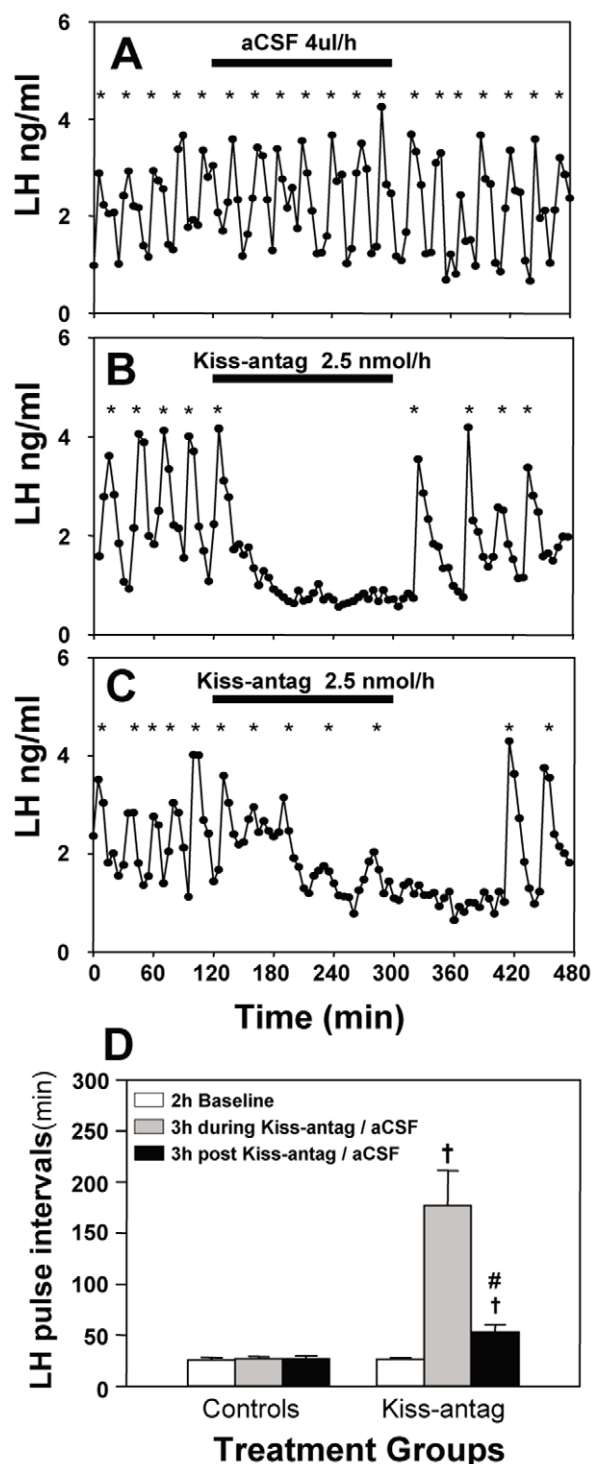 A
aCSF 4ul/h
* * * * * * * * * * * * * * * * * * *
LH ng/ml
6
4
2
0
B
Kiss-antag 2.5 nmol/h
* * * * * * * * *
LH ng/ml
6
4
2
0
C
Kiss-antag 2.5 nmol/h
* * * * * * * * * * * *
LH ng/ml
6
4
2
0
0 60 120 180 240 300 360 420 480
Time (min)
D
LH pulse intervals(min)
300
250
200
150
100
50
0
2h Baseline
3h during Kiss-antag / aCSF
3h post Kiss-antag / aCSF
†
#
†
Controls Kiss-antag
Treatment Groups